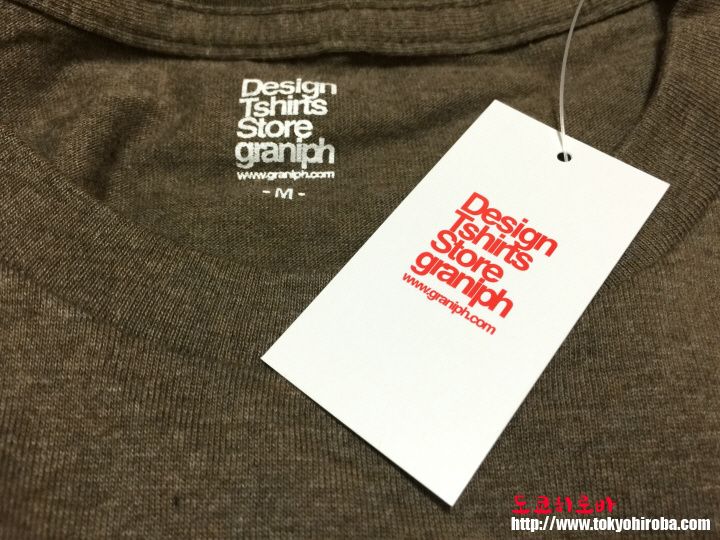 Design
Tshirts
Store
graniph
www.graniph.com
- M -
Design
Tshirts
Store
graniph
www.graniph.com
도쿄히로바
http://www.tokyohiroba.com